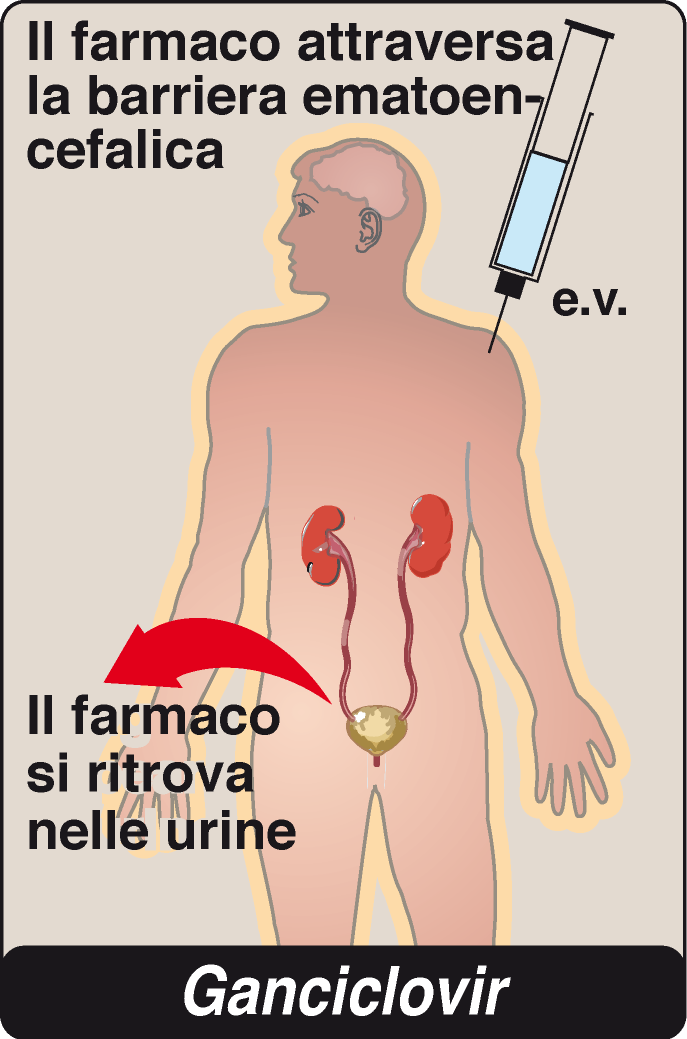 Il farmaco attraversa
la barriera ematoen-
cefalica
e.v.
Il farmaco
si ritrova
nelle urine
Ganciclovir